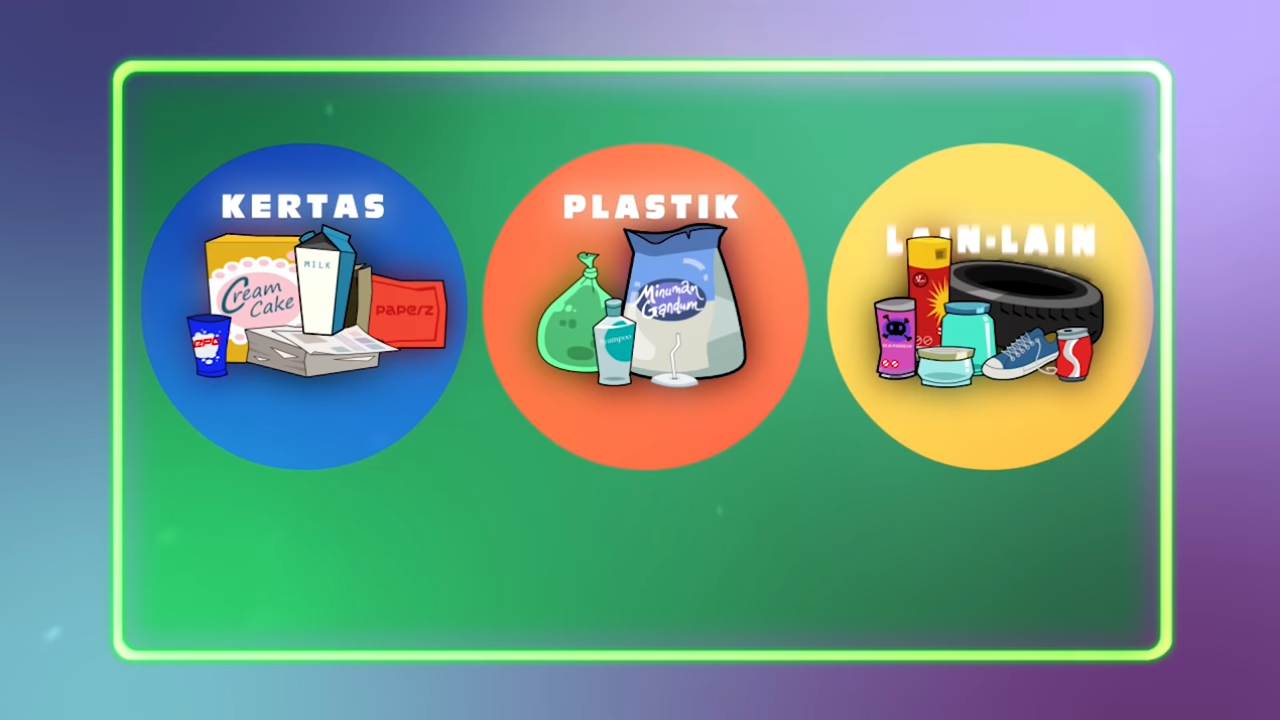 KERTAS
PLASTIK
LAIN-LAIN
MILK
Cream
Cake
PAPERZ
Minuman
Gandum